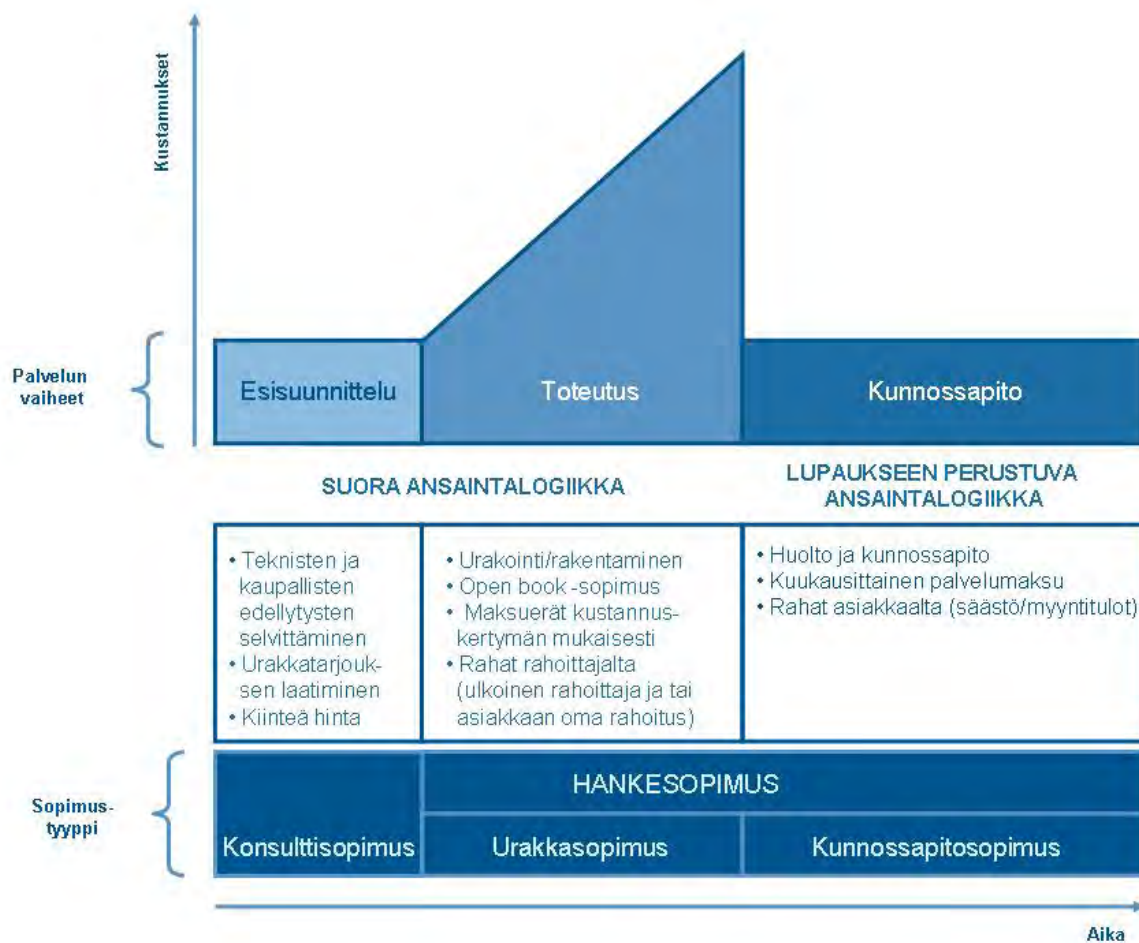 Kustannukset
Palvelun
vaiheet
Esisuunnittelu
Toteutus
Kunnossapito
SUORA ANSAINTALOGIIKKA
LUPAUKSEEN PERUSTUVA
ANSAINTALOGIIKKA
• Teknisten ja
kaupallisten
edellytysten
selvittäminen
• Urakkatarjouk-
sen laatiminen
• Kiinteä hinta
• Urakointi/rakentaminen
• Open book -sopimus
• Maksuerät kustannus-
kertymän mukaisesti
• Rahat rahoittajalta
(ulkoinen rahoittaja ja tai
asiakkaan oma rahoitus)
• Huolto ja kunnossapito
• Kuukausittainen palvelumaksu
• Rahat asiakkaalta (säästö/myyntitulot)
Sopimus-
tyyppi
HANKESOPIMUS
Konsulttisopimus
Urakkasopimus
Kunnossapitosopimus
Aika